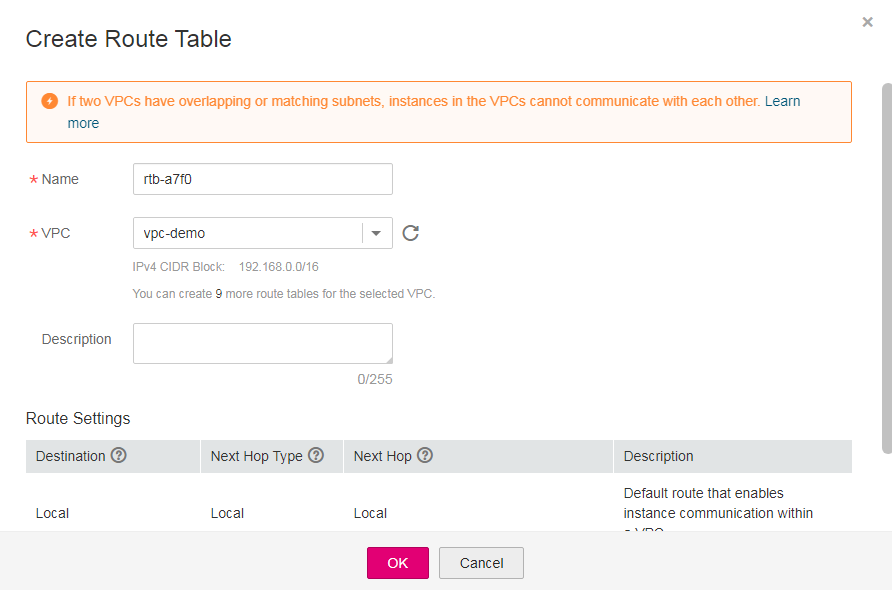 Create Route Table
If two VPCs have overlapping or matching subnets, instances in the VPCs cannot communicate with each other. Learn
more
* Name rtb-a7f0
* VPC vpc-demo
IPv4 CIDR Block: 192.168.0.0/16
You can create 9 more route tables for the selected VPC.
Description
0/255
Route Settings
Destination ? Next Hop Type ? Next Hop ? Description
Local Local Local Default route that enables
instance communication within
a VPC
OK Cancel